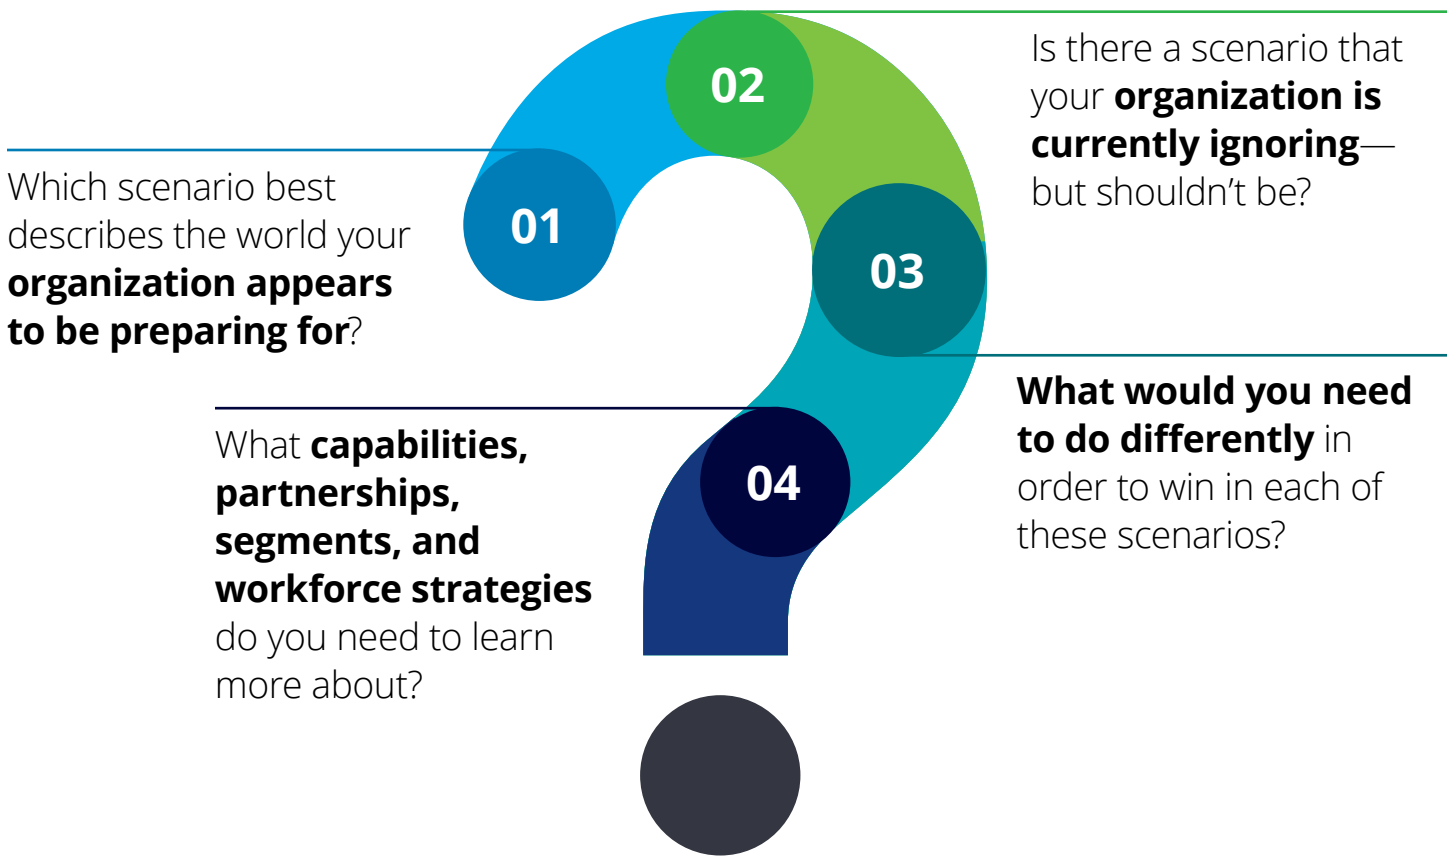 01
Which scenario best
describes the world your
organization appears
to be preparing for?
02
Is there a scenario that
your organization is
currently ignoring—
but shouldn’t be?
03
What would you need
to do differently in
order to win in each of
these scenarios?
04
What capabilities,
partnerships,
segments, and
workforce strategies
do you need to learn
more about?